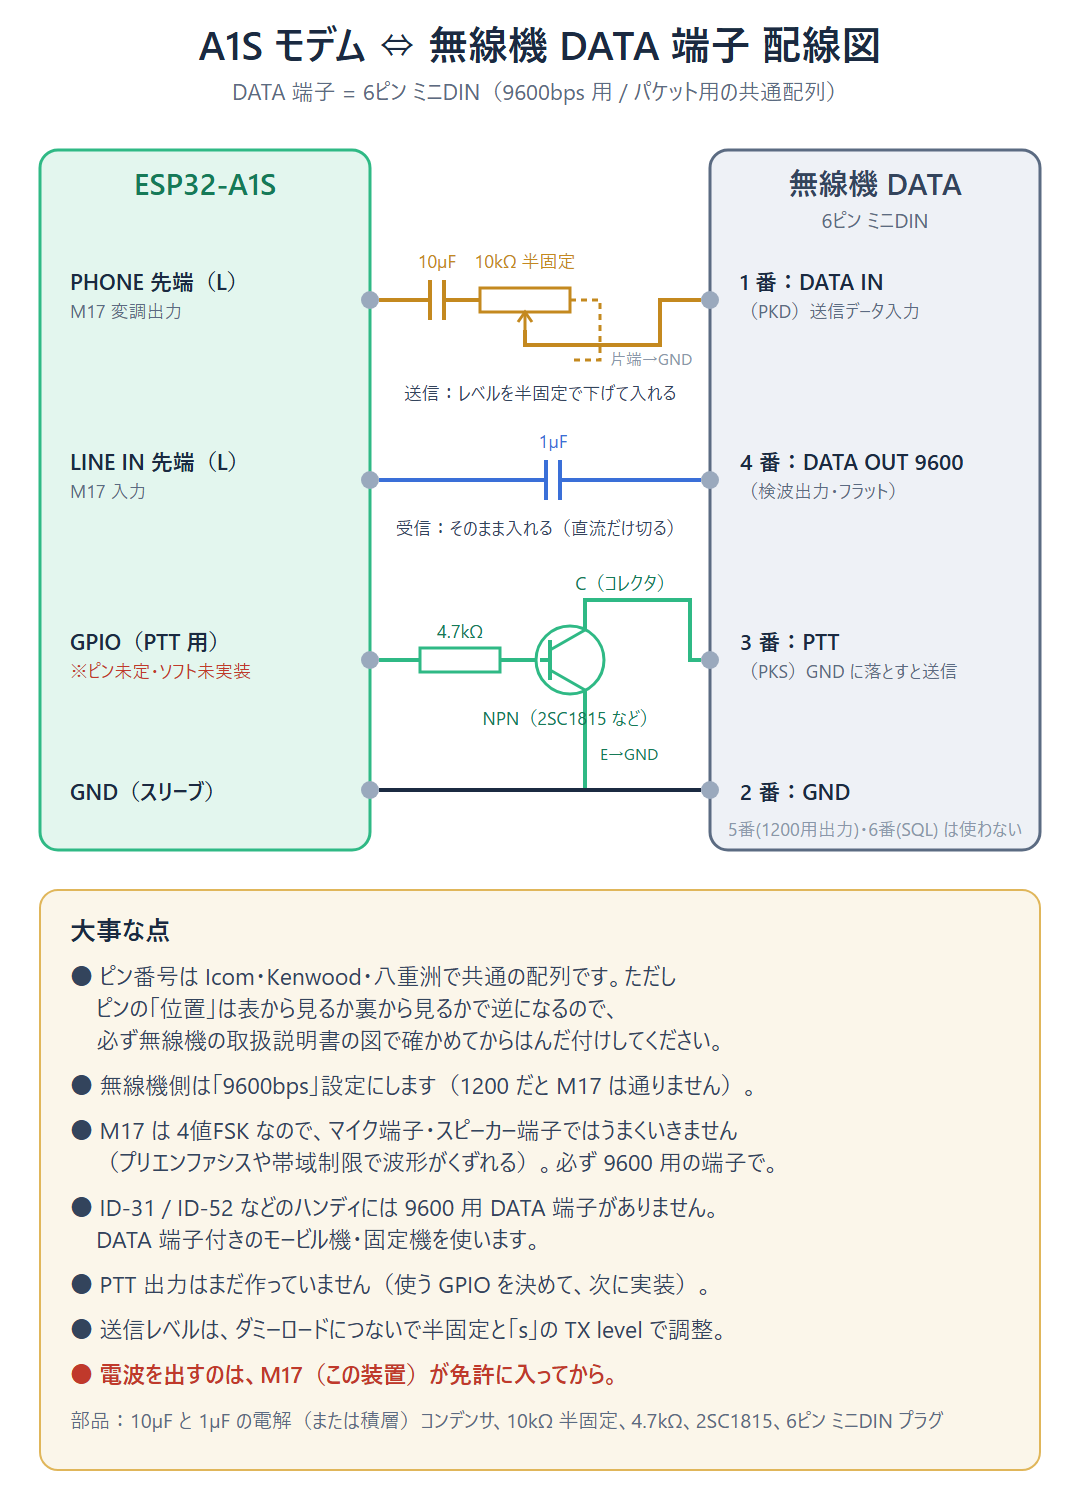 A1S モデム ⇔ 無線機 DATA 端子 配線図
DATA 端子 = 6ピン ミニDIN（9600bps 用 / パケット用の共通配列）
ESP32-A1S
無線機 DATA
6ピン ミニDIN
10µF
10kΩ 半固定
PHONE 先端（L）
M17 変調出力
1 番：DATA IN
（PKD）送信データ入力
片端→GND
送信：レベルを半固定で下げて入れる
1µF
LINE IN 先端（L）
M17 入力
4 番：DATA OUT 9600
（検波出力・フラット）
受信：そのまま入れる（直流だけ切る）
C（コレクタ）
4.7kΩ
GPIO（PTT 用）
※ピン未定・ソフト未実装
3 番：PTT
（PKS）GND に落とすと送信
NPN（2SC1815 など）
E→GND
GND（スリーブ）
2 番：GND
5番(1200用出力)・6番(SQL) は使わない
大事な点
● ピン番号は Icom・Kenwood・八重洲で共通の配列です。ただし
ピンの「位置」は表から見るか裏から見るかで逆になるので、
必ず無線機の取扱説明書の図で確かめてからはんだ付けしてください。
● 無線機側は「9600bps」設定にします（1200 だと M17 は通りません）。
● M17 は 4値FSK なので、マイク端子・スピーカー端子ではうまくいきません
（プリエンファシスや帯域制限で波形がくずれる）。必ず 9600 用の端子で。
● ID-31 / ID-52 などのハンディには 9600 用 DATA 端子がありません。
DATA 端子付きのモービル機・固定機を使います。
● PTT 出力はまだ作っていません（使う GPIO を決めて、次に実装）。
● 送信レベルは、ダミーロードにつないで半固定と「s」の TX level で調整。
● 電波を出すのは、M17（この装置）が免許に入ってから。
部品：10µF と 1µF の電解（または積層）コンデンサ、10kΩ 半固定、4.7kΩ、2SC1815、6ピン ミニDIN プラグ